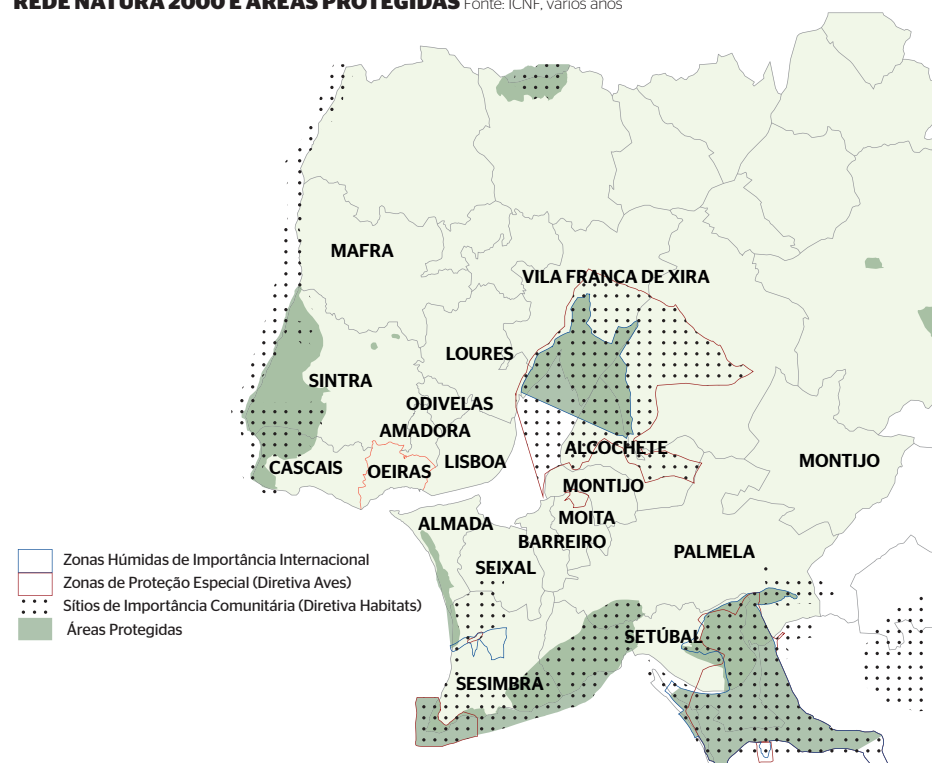 REDE NATURA 2000 E ÁREAS PROTEGIDAS Fonte: ICNF, vários anos
MAFRA
VILA FRANCA DE XIRA
LOURES
SINTRA
ODIVELAS
AMADORA
CASCAIS
OEIRAS
LISBOA
ALCOCHETE
MONTIJO
MONTIJO
ALMADA
MOITA
BARREIRO
PALMELA
SEIXAL
SETÚBAL
SESIMBRA
Zonas Húmidas de Importância Internacional
Zonas de Proteção Especial (Diretiva Aves)
Sítios de Importância Comunitária (Diretiva Habitats)
Áreas Protegidas